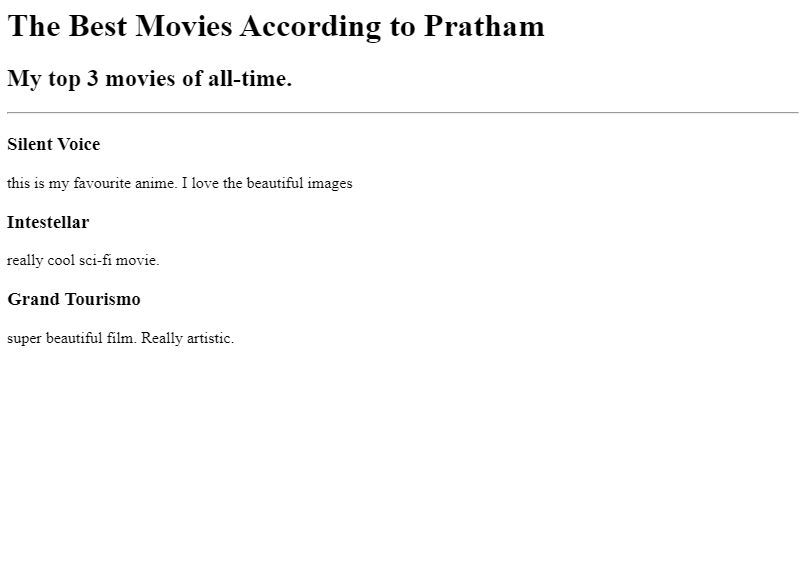 The Best Movies According to Pratham
My top 3 movies of all-time.
Silent Voice
this is my favourite anime. I love the beautiful images
Intestellar
really cool sci-fi movie.
Grand Tourismo
super beautiful film. Really artistic.